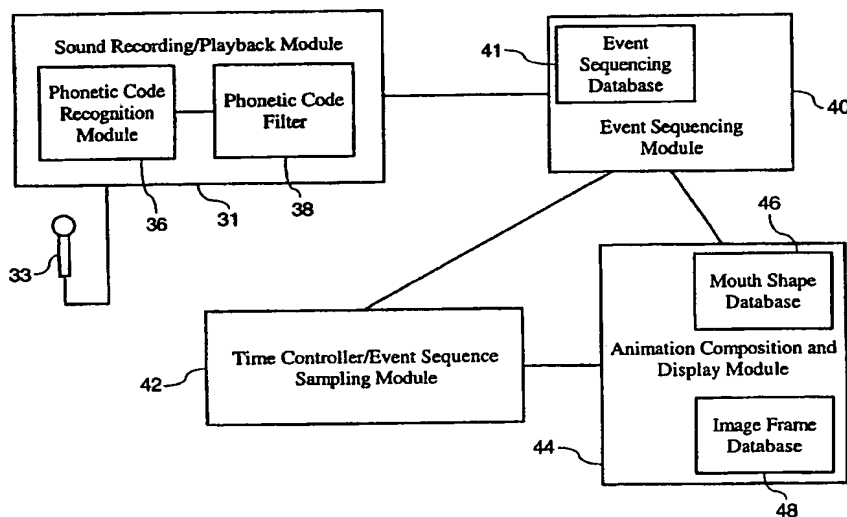 Sound Recording/Playback Module
Phonetic Code
Recognition
Module
Phonetic Code
Filter
36
38
31
33
41
Event
Sequencing
Database
Event Sequencing
Module
40
46
Mouth Shape
Database
Animation Composition and
Display Module
Image Frame
Database
44
48
Time Controller/Event Sequence
Sampling Module
42